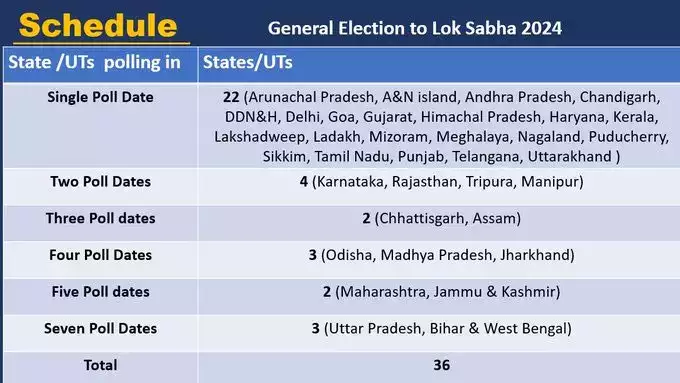 Schedule
General Election to Lok Sabha 2024
State /UTs polling in
States/UTs
Single Poll Date
22 (Arunachal Pradesh, A&N island, Andhra Pradesh, Chandigarh,
DDN&H, Delhi, Goa, Gujarat, Himachal Pradesh, Haryana, Kerala,
Lakshadweep, Ladakh, Mizoram, Meghalaya, Nagaland, Puducherry,
Sikkim, Tamil Nadu, Punjab, Telangana, Uttarakhand )
Two Poll Dates
4 (Karnataka, Rajasthan, Tripura, Manipur)
Three Poll dates
2 (Chhattisgarh, Assam)
Four Poll Dates
3 (Odisha, Madhya Pradesh, Jharkhand)
Five Poll dates
2 (Maharashtra, Jammu & Kashmir)
Seven Poll Dates
3 (Uttar Pradesh, Bihar & West Bengal)
Total
36